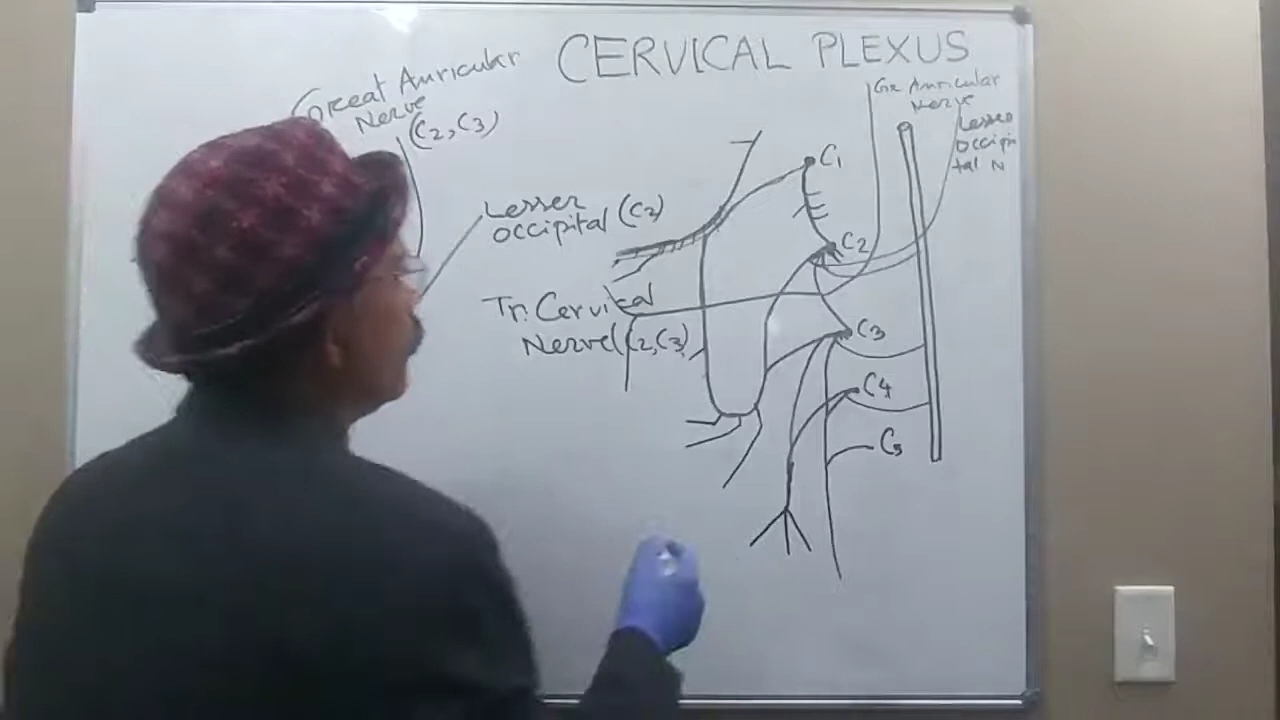 CERVICAL PLEXUS
Great Auricular
Nerve
(C2,C3)
Gr Auricular
Nerve
Lesser
Occipi
tal N
C1
Lesser
Occipital (C2)
C2
Tr. Cervical
Nerve (C2,C3)
C3
C4
C5